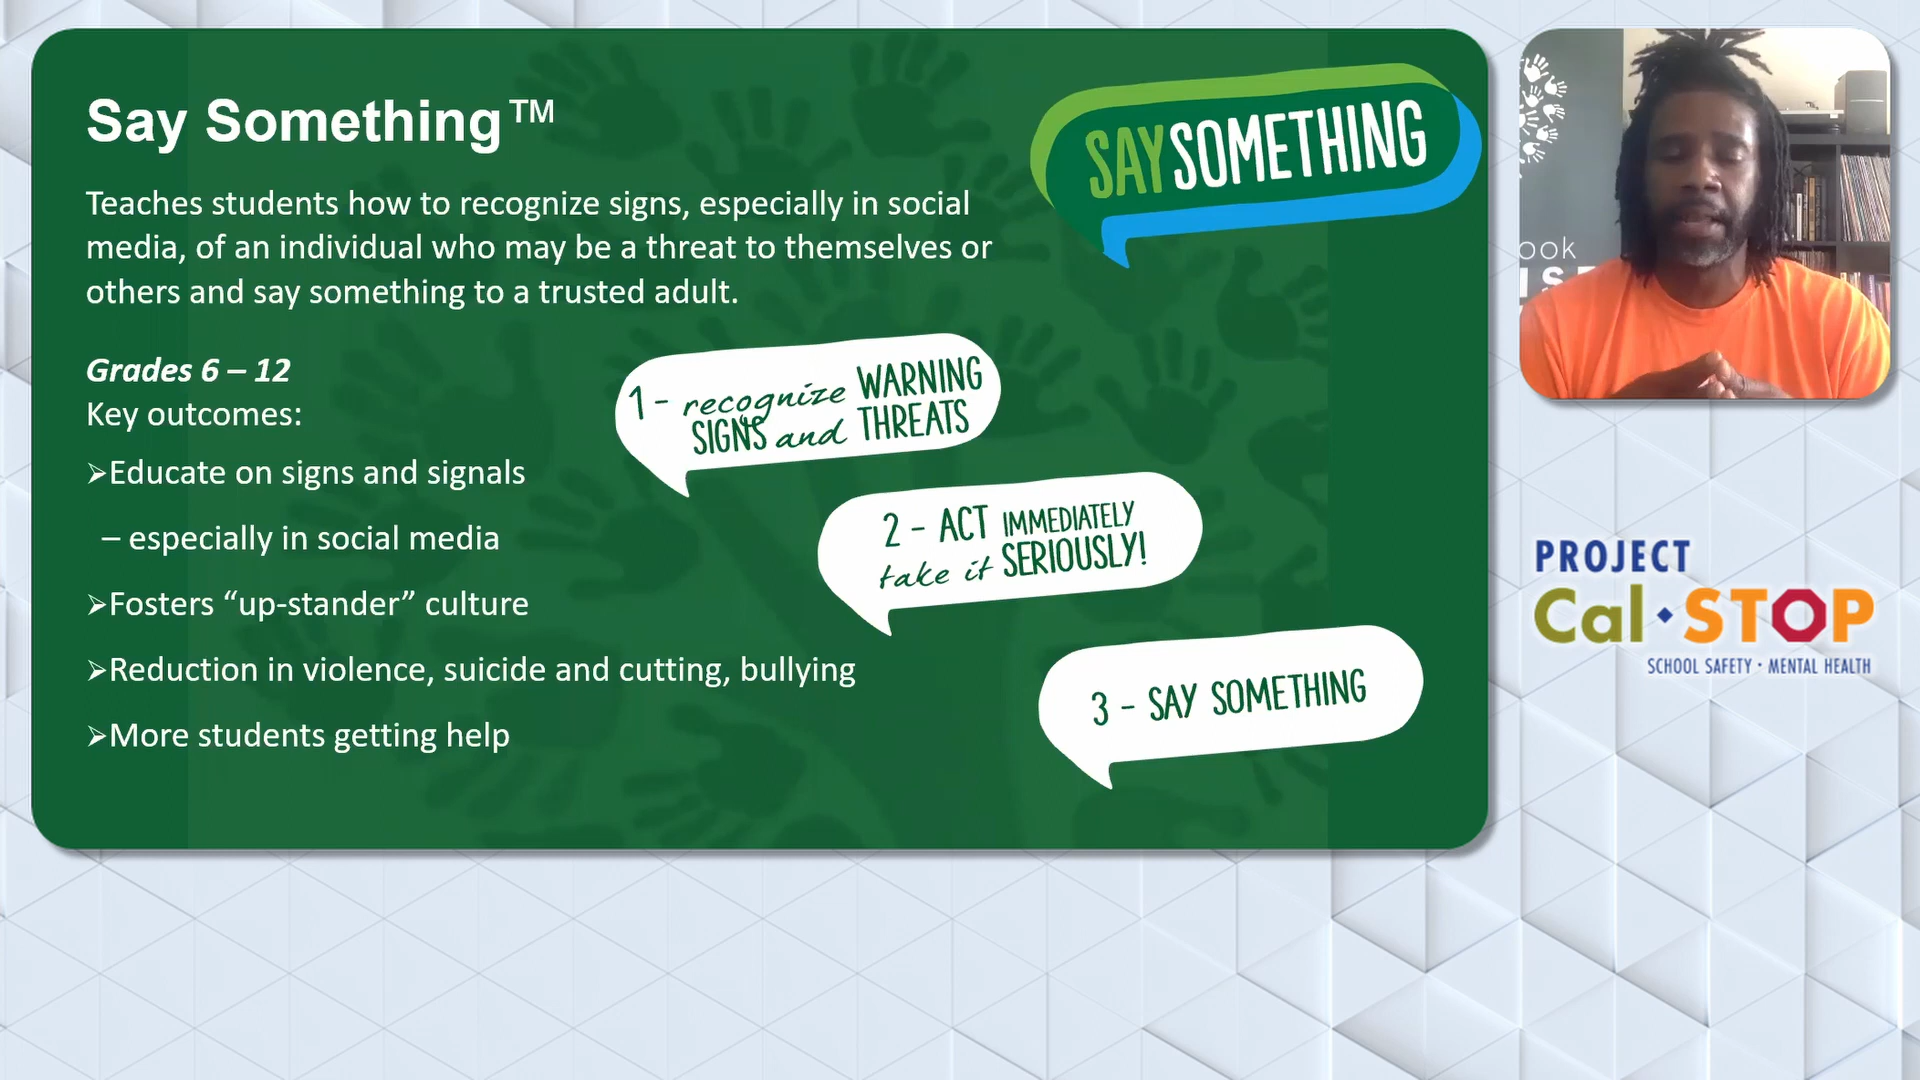 Say Something™
SAY SOMETHING
Teaches students how to recognize signs, especially in social
media, of an individual who may be a threat to themselves or
others and say something to a trusted adult.
Grades 6 – 12
Key outcomes:
➢Educate on signs and signals
– especially in social media
➢Fosters “up-stander” culture
➢Reduction in violence, suicide and cutting, bullying
➢More students getting help
1 - recognize WARNING
SIGNS and THREATS
2 - ACT IMMEDIATELY
take it SERIOUSLY!
3 - SAY SOMETHING
ook
ISE
PROJECT
Cal·STOP
SCHOOL SAFETY · MENTAL HEALTH